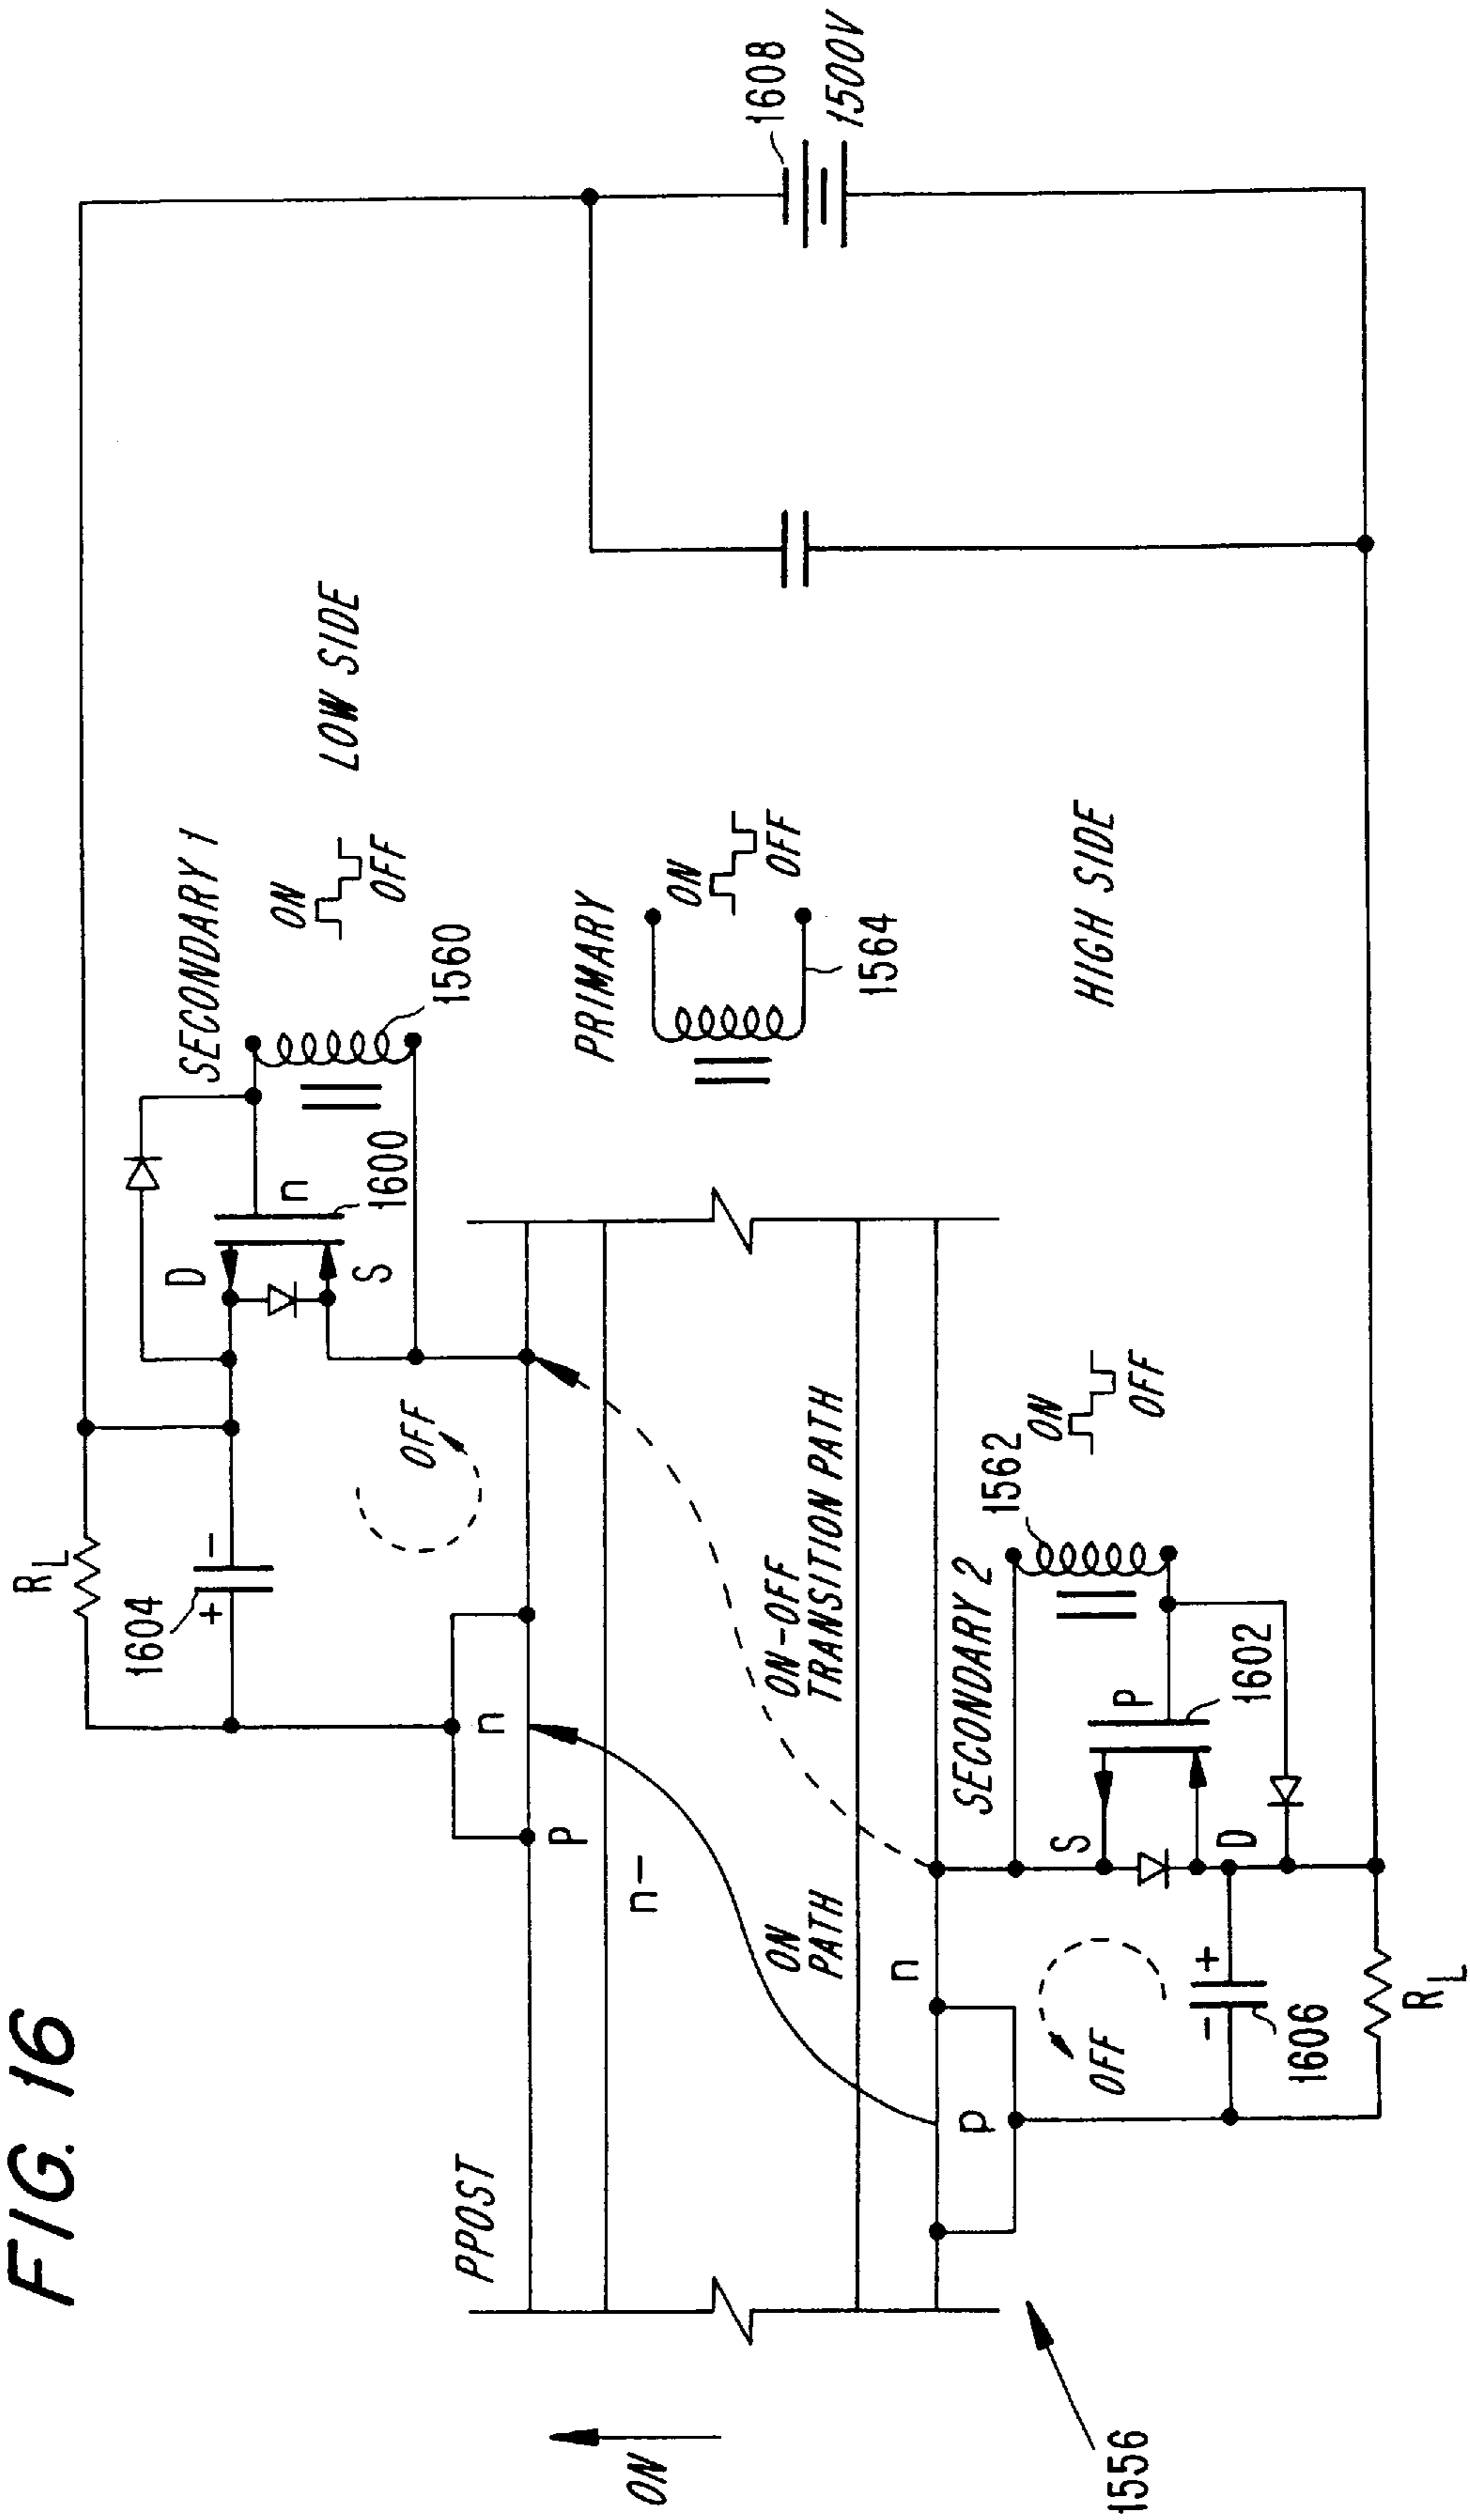 FIG. 16
R L
1604
+
-
D
S
n
1600
SECONDARY 1
ON
OFF
1560
LOW SIDE
OFF
PPOST
n
p
n-
PRIMARY
ON
OFF
1564
1608
1500V
ON
ON
PATH
ON-OFF
TRANSITION PATH
n
p
SECONDARY 2
1562
ON
OFF
HIGH SIDE
S
P
D
1602
OFF
-
+
1606
R L
1556